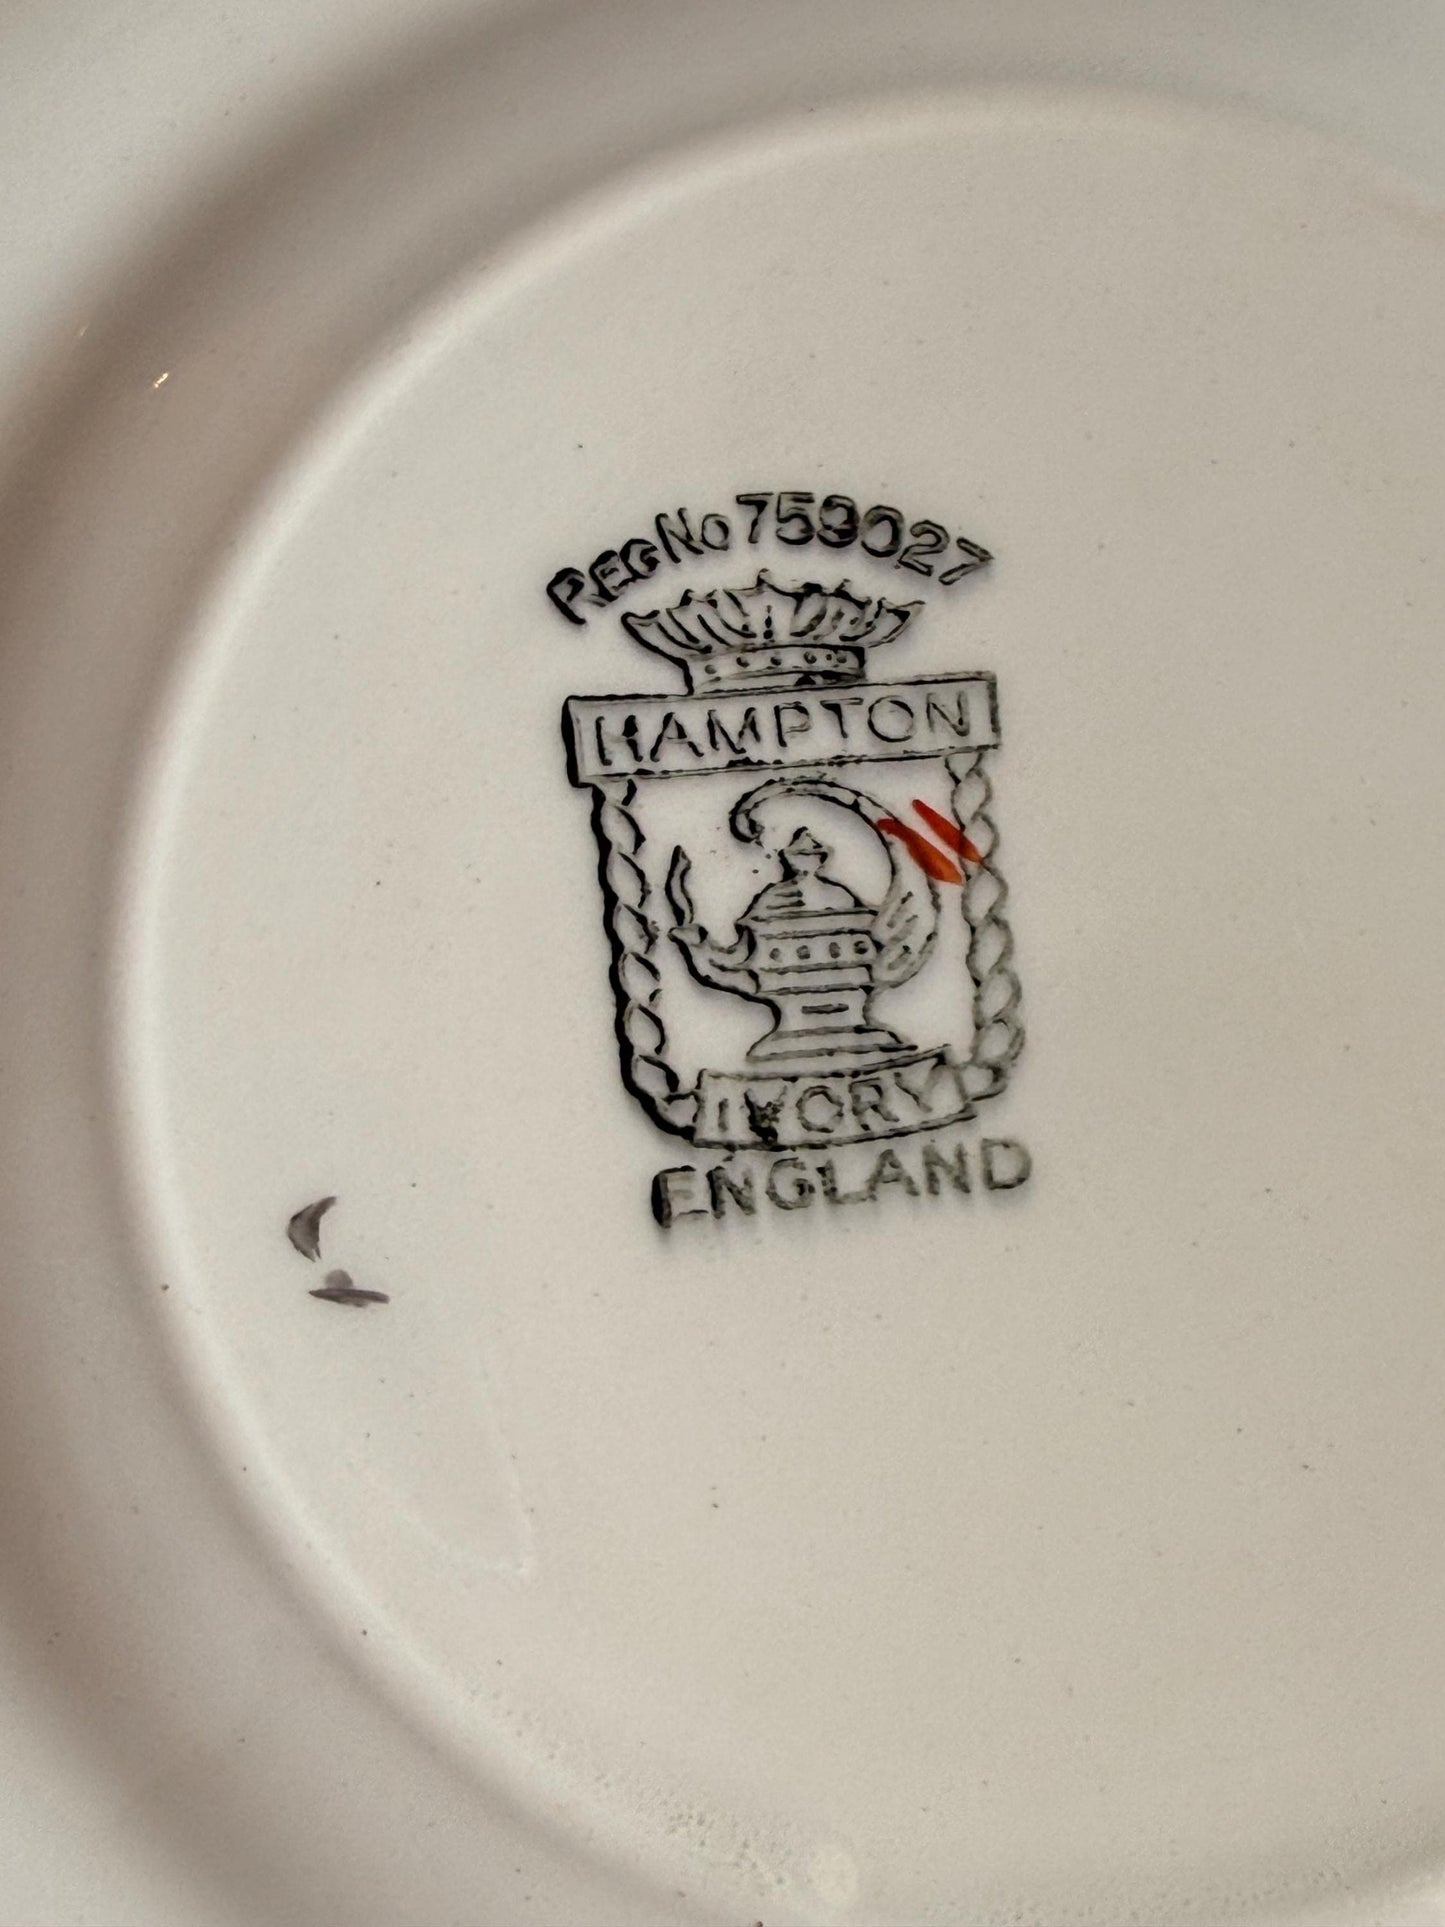 REG No 759027
HAMPTON
IVORY
ENGLAND